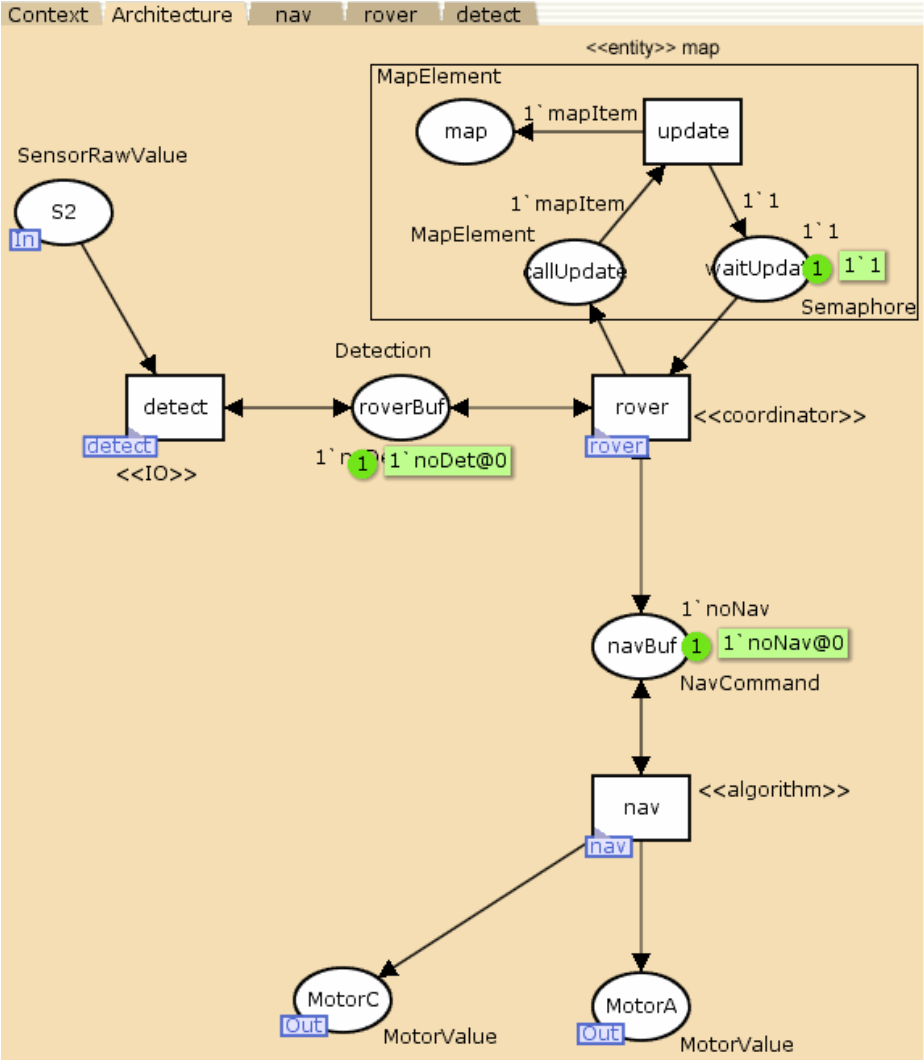 Context Architecture nav rover detect
<<entity>> map
MapElement
map
1`mapItem
update
SensorRawValue
S2
In
1`mapItem
1`1
MapElement
1`1
callUpdate
1
1`1
Semaphore
Detection
detect
roverBuf
rover
<<coordinator>>
detect
rover
1
1`noDet@0
<<IO>>
1`noNav
navBuf
1
1`noNav@0
NavCommand
<<algorithm>>
nav
nav
MotorC
MotorA
Out
Out
MotorValue
MotorValue